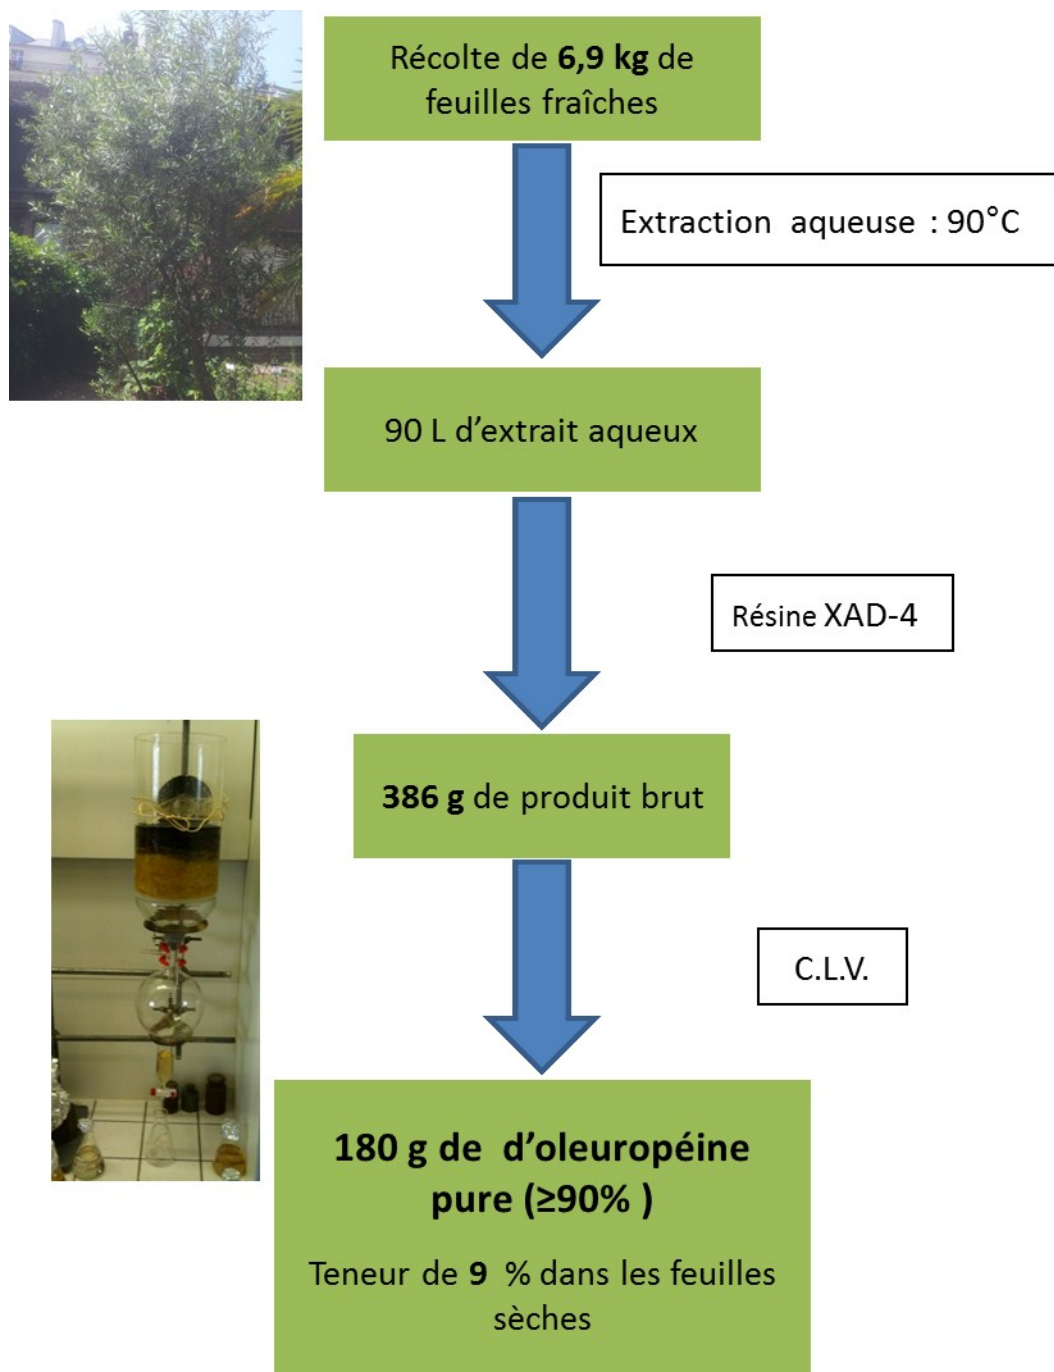 Récolte de 6,9 kg de
feuilles fraîches
Extraction aqueuse : 90°C
90 L d'extrait aqueux
Résine XAD-4
386 g de produit brut
C.L.V.
180 g de d'oleuropéine
pure (≥90% )
Teneur de 9 % dans les feuilles
sèches